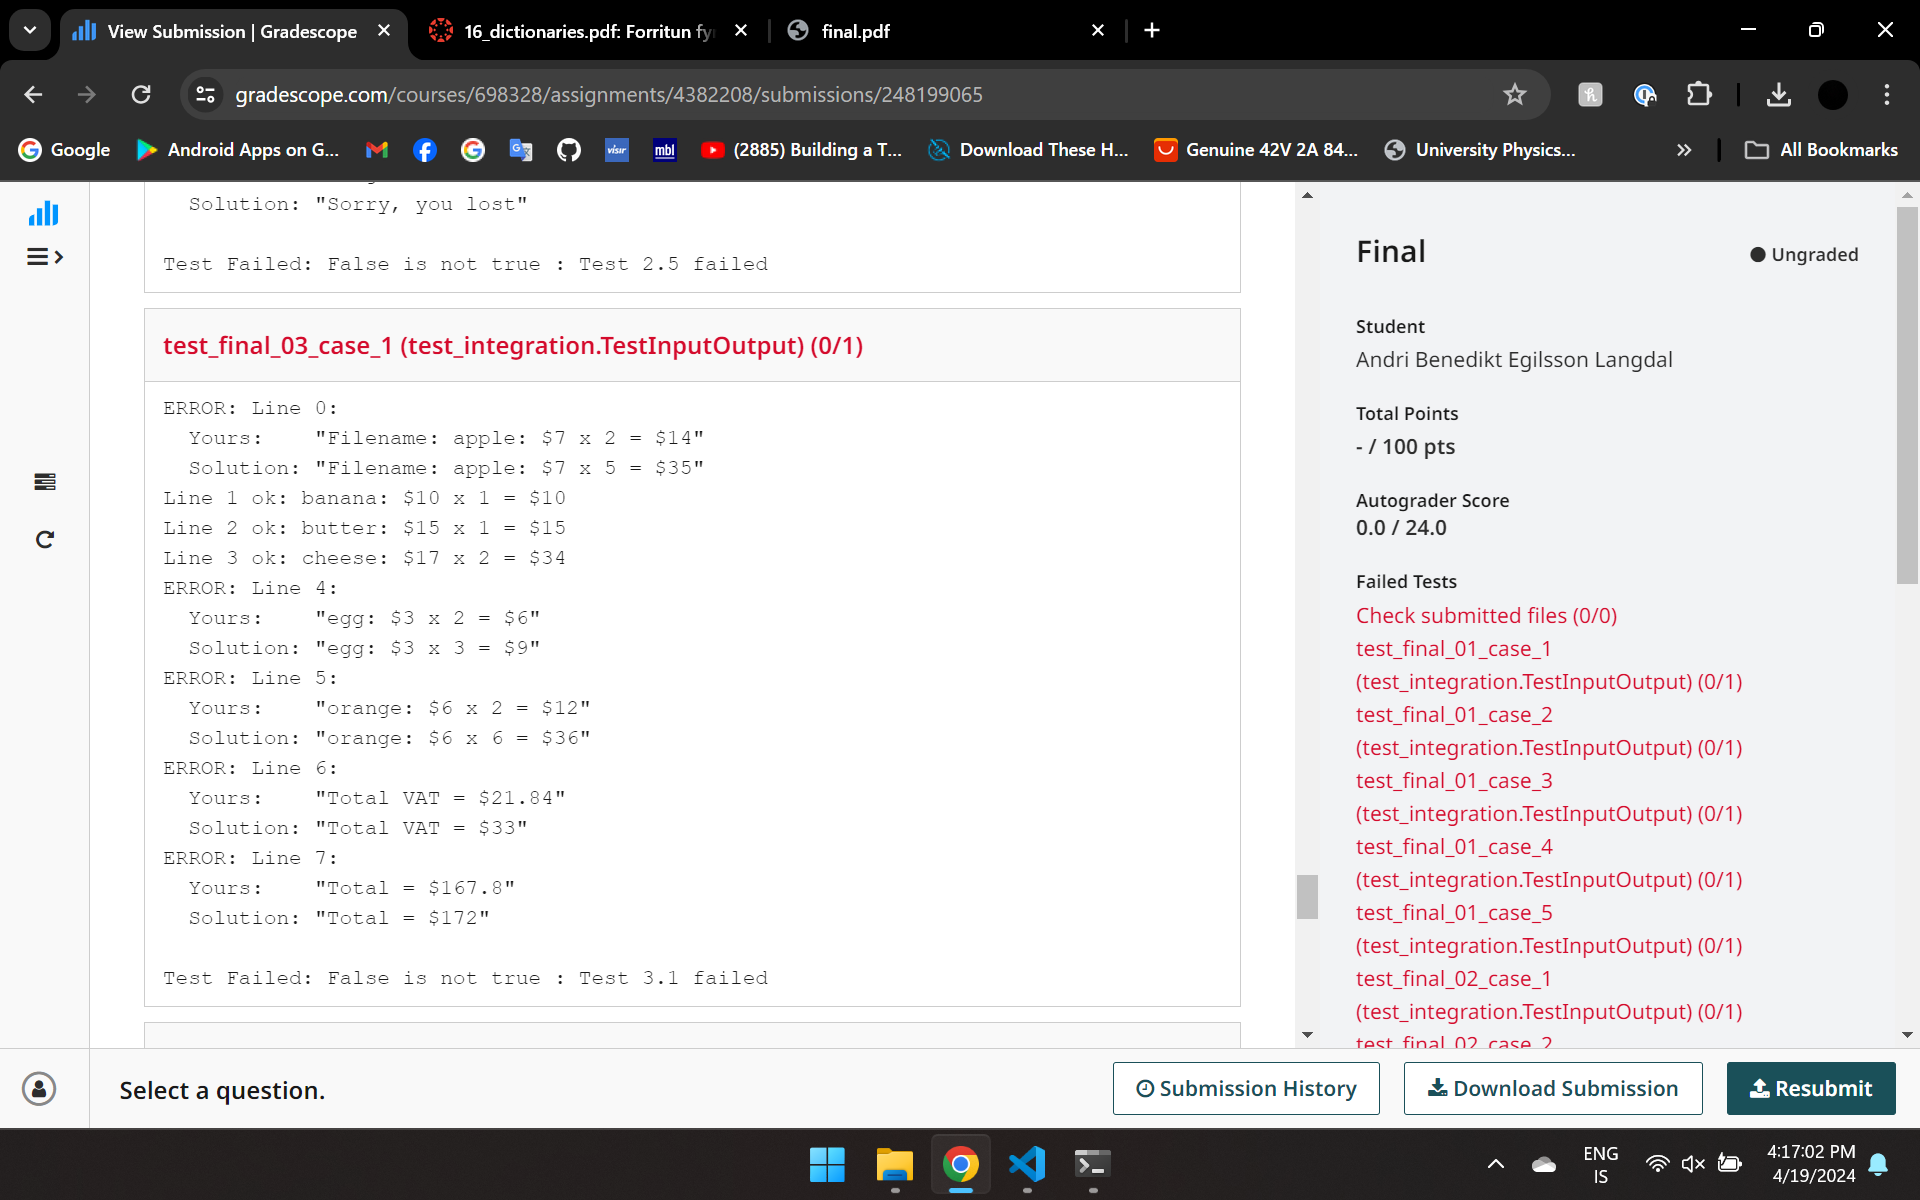 View Submission | Gradescope
16_dictionaries.pdf: Forritun fy
final.pdf
gradescope.com/courses/698328/assignments/4382208/submissions/248199065
Google
Android Apps on G...
visir
mbl
(2885) Building a T...
Download These H...
Genuine 42V 2A 84...
University Physics...
All Bookmarks
Solution: "Sorry, you lost"
Test Failed: False is not true : Test 2.5 failed
test_final_03_case_1 (test_integration.TestInputOutput) (0/1)
ERROR: Line 0:
Yours: "Filename: apple: $7 x 2 = $14"
Solution: "Filename: apple: $7 x 5 = $35"
Line 1 ok: banana: $10 x 1 = $10
Line 2 ok: butter: $15 x 1 = $15
Line 3 ok: cheese: $17 x 2 = $34
ERROR: Line 4:
Yours: "egg: $3 x 2 = $6"
Solution: "egg: $3 x 3 = $9"
ERROR: Line 5:
Yours: "orange: $6 x 2 = $12"
Solution: "orange: $6 x 6 = $36"
ERROR: Line 6:
Yours: "Total VAT = $21.84"
Solution: "Total VAT = $33"
ERROR: Line 7:
Yours: "Total = $167.8"
Solution: "Total = $172"
Test Failed: False is not true : Test 3.1 failed
Final
Ungraded
Student
Andri Benedikt Egilsson Langdal
Total Points
- / 100 pts
Autograder Score
0.0 / 24.0
Failed Tests
Check submitted files (0/0)
test_final_01_case_1
(test_integration.TestInputOutput) (0/1)
test_final_01_case_2
(test_integration.TestInputOutput) (0/1)
test_final_01_case_3
(test_integration.TestInputOutput) (0/1)
test_final_01_case_4
(test_integration.TestInputOutput) (0/1)
test_final_01_case_5
(test_integration.TestInputOutput) (0/1)
test_final_02_case_1
(test_integration.TestInputOutput) (0/1)
test_final_02_case_2
Select a question.
Submission History
Download Submission
Resubmit
ENG
IS
4:17:02 PM
4/19/2024